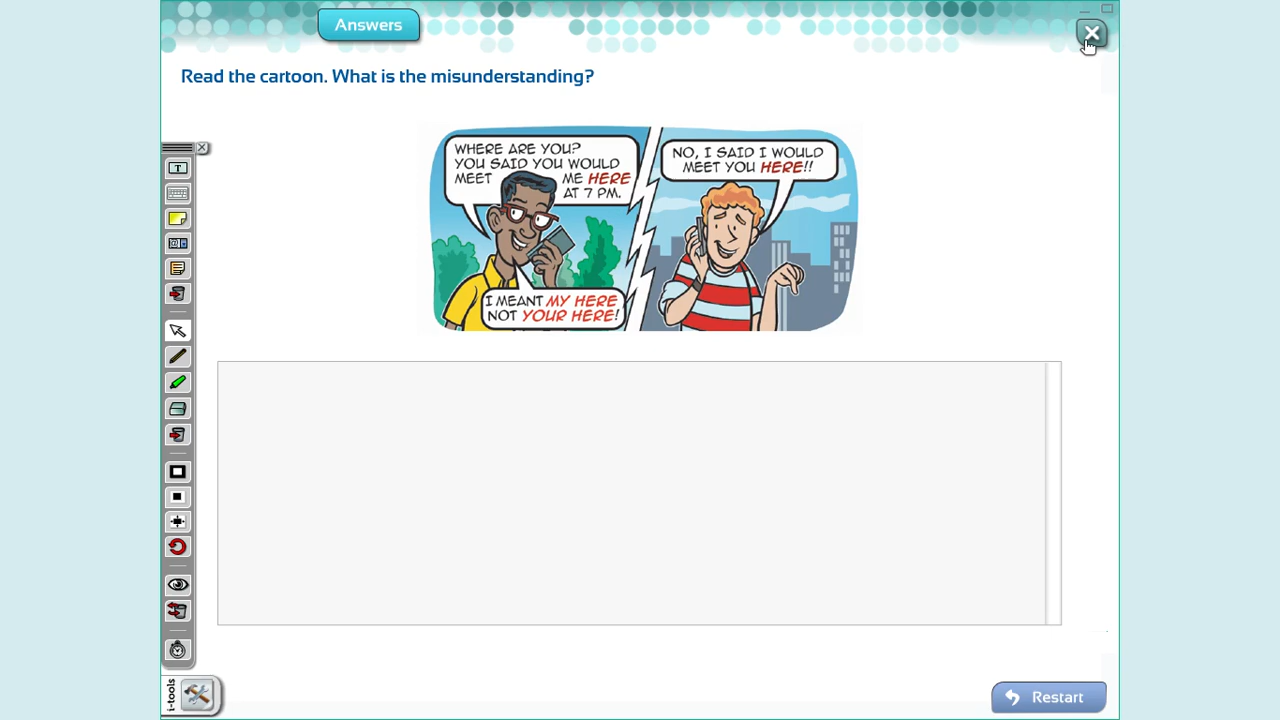 Answers
Read the cartoon. What is the misunderstanding?
WHERE ARE YOU?
YOU SAID YOU WOULD
MEET ME HERE
AT 7 PM.
I MEANT MY HERE
NOT YOUR HERE!
NO, I SAID I WOULD
MEET YOU HERE!!
T
i-tools
Restart